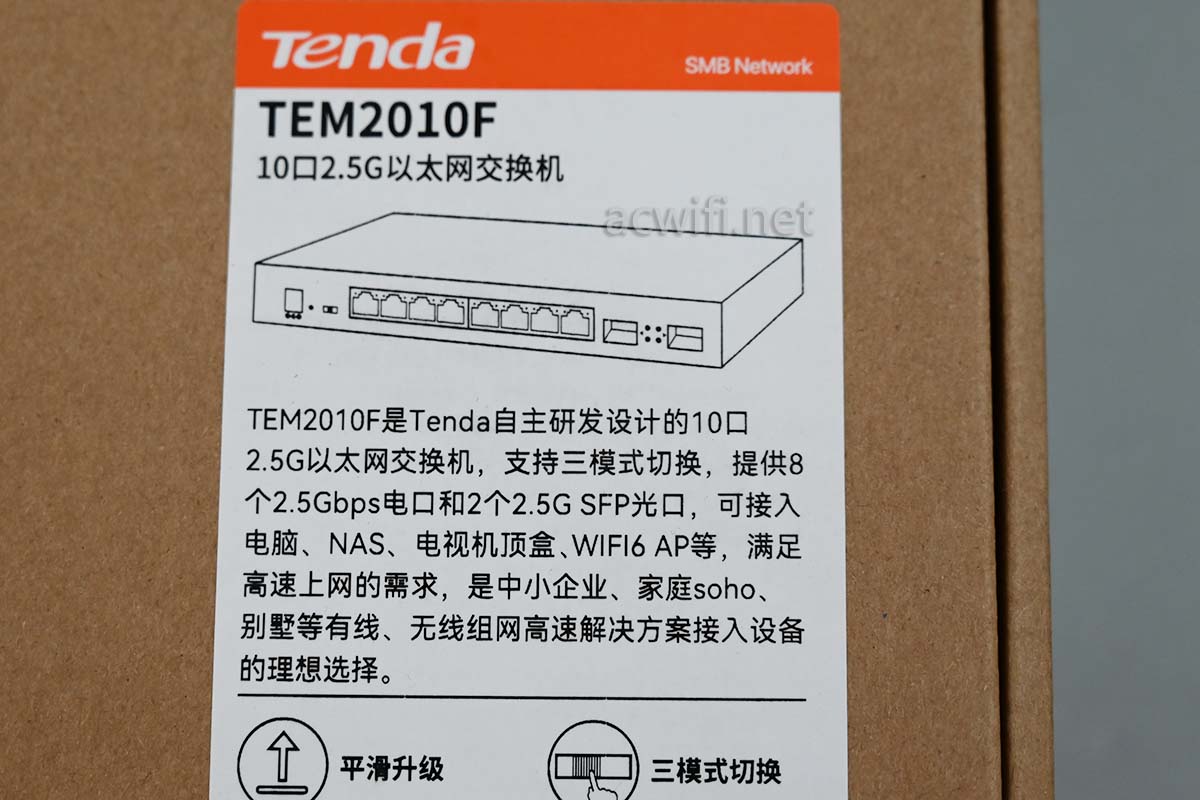 Tenda
SMB Network
TEM2010F
10口2.5G以太网交换机
acwifi.net
TEM2010F是Tenda自主研发设计的10口
2.5G以太网交换机，支持三模式切换，提供8
个2.5Gbps电口和2个2.5G SFP光口，可接入
电脑、NAS、电视机顶盒、WIFI6 AP等，满足
高速上网的需求，是中小企业、家庭soho、
别墅等有线、无线组网高速解决方案接入设备
的理想选择。
平滑升级
三模式切换